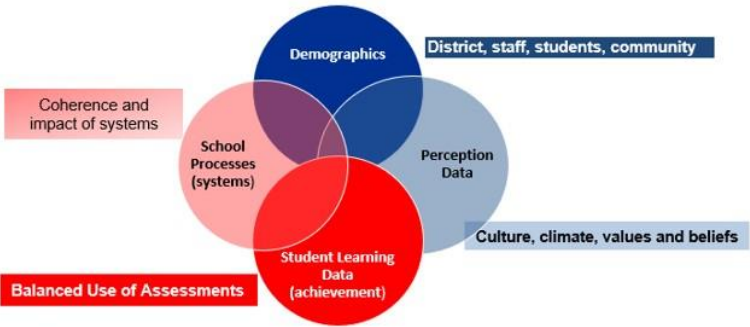 Demographics
District, staff, students, community
Coherence and
impact of systems
School
Processes
(systems)
Perception
Data
Culture, climate, values and beliefs
Student Learning
Data
(achievement)
Balanced Use of Assessments